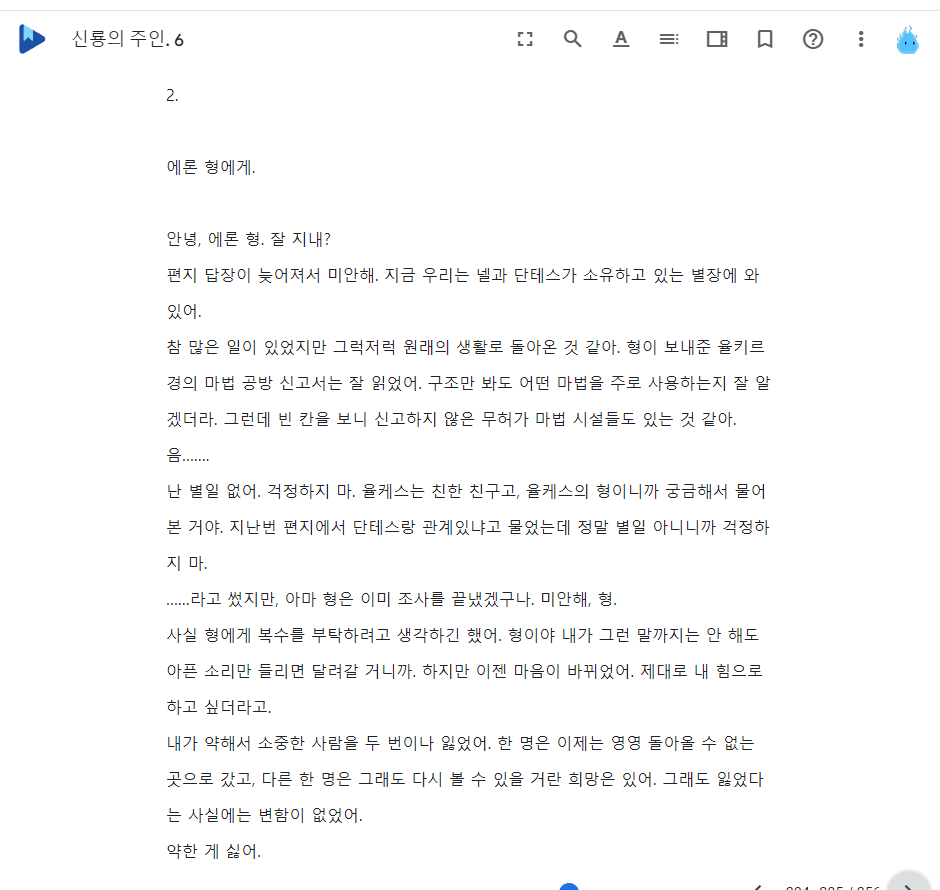 신룡의 주인. 6
2.
에론 형에게.
안녕, 에론 형. 잘 지내?
편지 답장이 늦어져서 미안해. 지금 우리는 넬과 단테스가 소유하고 있는 별장에 와
있어.
참 많은 일이 있었지만 그럭저럭 원래의 생활로 돌아온 것 같아. 형이 보내준 율키르
경의 마법 공방 신고서는 잘 읽었어. 구조만 봐도 어떤 마법을 주로 사용하는지 잘 알
겠더라. 그런데 빈 칸을 보니 신고하지 않은 무허가 마법 시설들도 있는 것 같아.
음.......
난 별일 없어. 걱정하지 마. 율케스는 친한 친구고, 율케스의 형이니까 궁금해서 물어
본 거야. 지난번 편지에서 단테스랑 관계있냐고 물었는데 정말 별일 아니니까 걱정하
지 마.
......라고 썼지만, 아마 형은 이미 조사를 끝냈겠구나. 미안해, 형.
사실 형에게 복수를 부탁하려고 생각하긴 했어. 형이야 내가 그런 말까지는 안 해도
아픈 소리만 들리면 달려갈 거니까. 하지만 이젠 마음이 바뀌었어. 제대로 내 힘으로
하고 싶더라고.
내가 약해서 소중한 사람을 두 번이나 잃었어. 한 명은 이제는 영영 돌아올 수 없는
곳으로 갔고, 다른 한 명은 그래도 다시 볼 수 있을 거란 희망은 있어. 그래도 잃었다
는 사실에는 변함이 없었어.
약한 게 싫어.